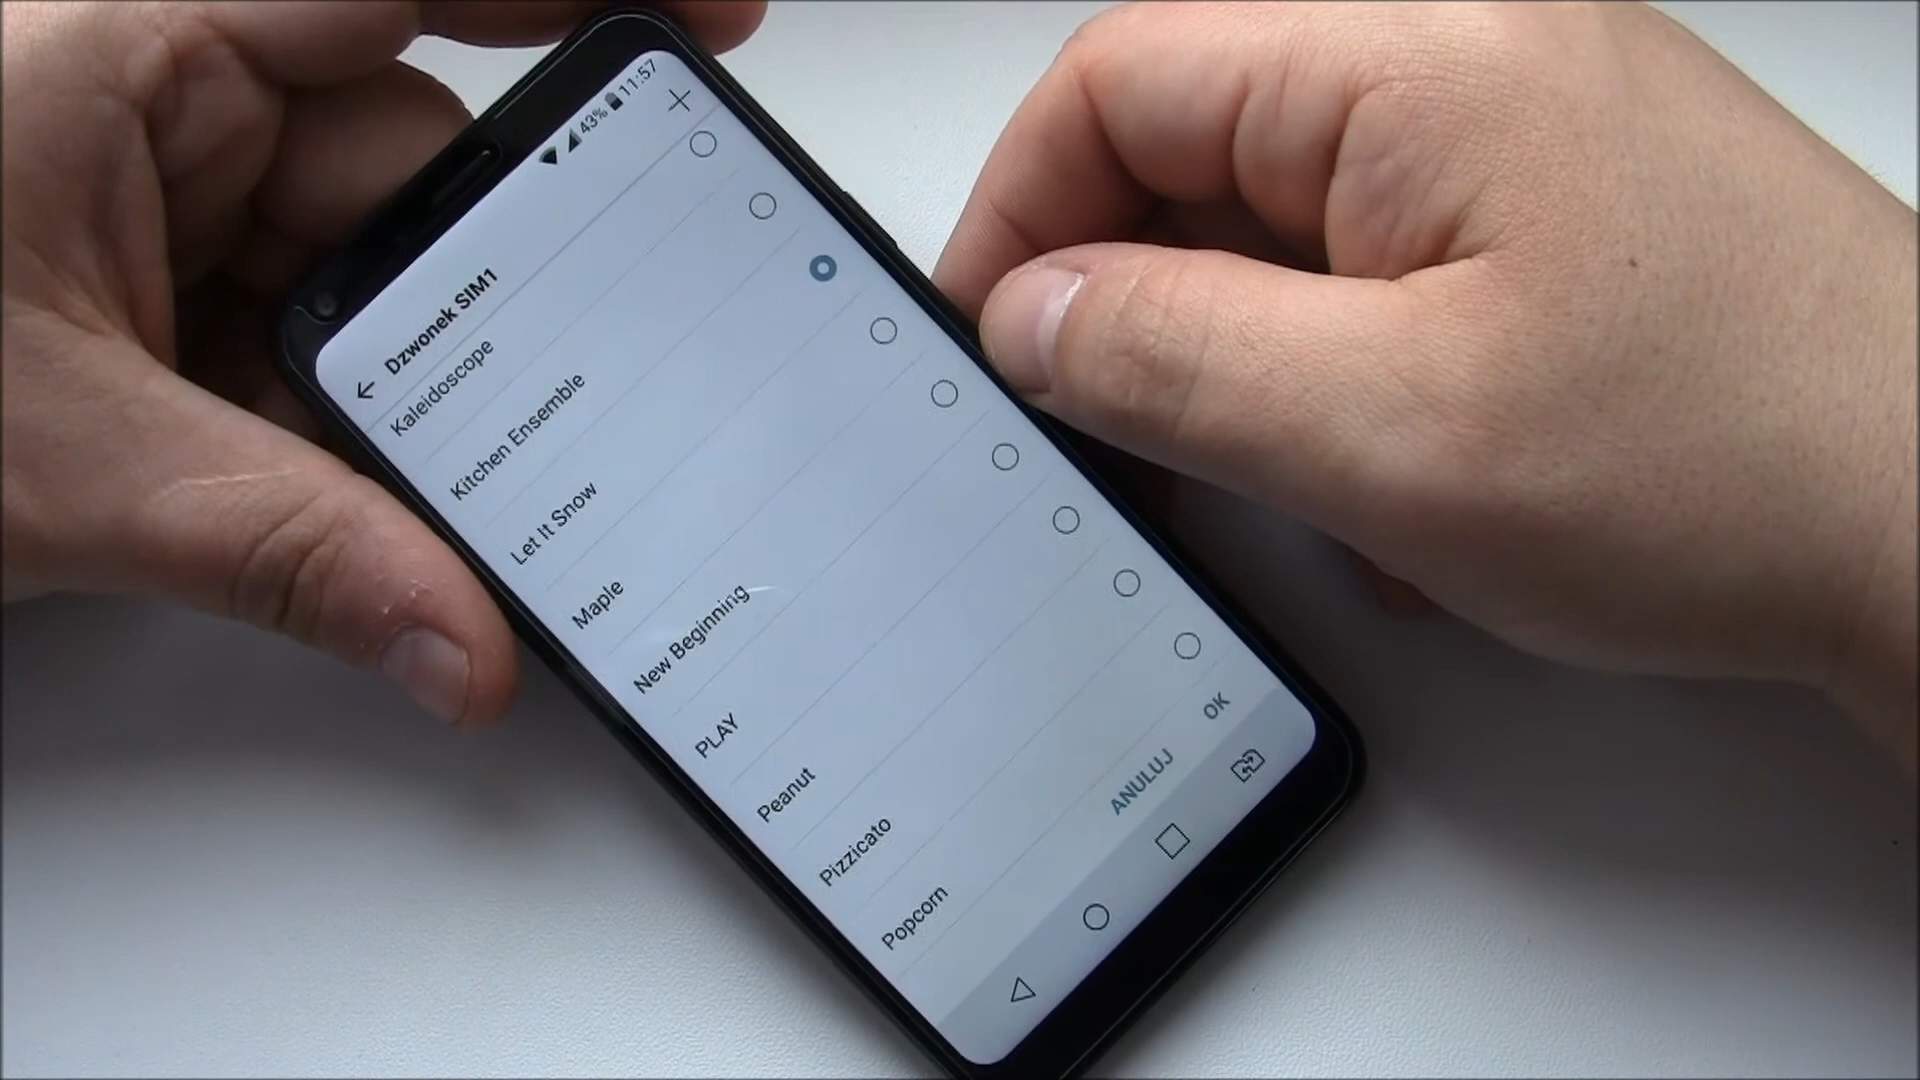 43% 11:57
Dzwonek SIM1
Kaleidoscope
Kitchen Ensemble
Let It Snow
Maple
New Beginning
PLAY
Peanut
Pizzicato
Popcorn
ANULUJ OK